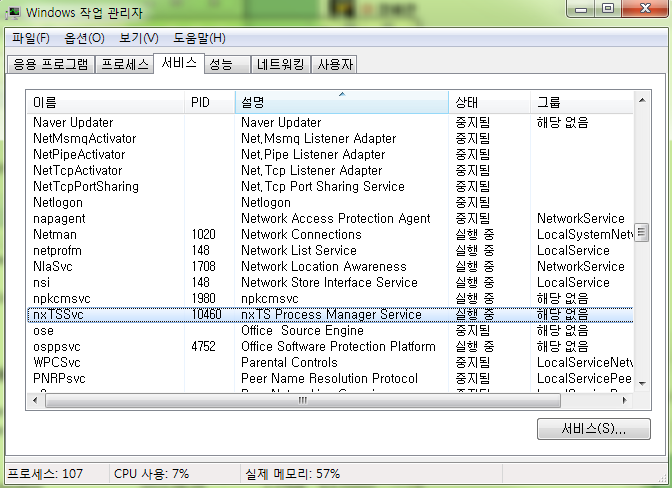 Windows 작업 관리자
파일(F) 옵션(O) 보기(V) 도움말(H)
응용 프로그램 프로세스 서비스 성능 네트워킹 사용자
이름 PID 설명 상태 그룹
Naver Updater Naver Updater 중지됨 해당 없음
NetMsmqActivator Net.Msmq Listener Adapter 중지됨
NetPipeActivator Net.Pipe Listener Adapter 중지됨
NetTcpActivator Net.Tcp Listener Adapter 중지됨
NetTcpPortSharing Net.Tcp Port Sharing Service 중지됨
Netlogon Netlogon 중지됨
napagent Network Access Protection Agent 중지됨 NetworkService
Netman 1020 Network Connections 실행 중 LocalSystemNetw
netprofm 148 Network List Service 실행 중 LocalService
NlaSvc 1708 Network Location Awareness 실행 중 NetworkService
nsi 148 Network Store Interface Service 실행 중 LocalService
npkcmsvc 1980 npkcmsvc 실행 중 해당 없음
nxTSSvc 10460 nxTS Process Manager Service 실행 중 해당 없음
ose Office Source Engine 중지됨 해당 없음
osppsvc 4752 Office Software Protection Platform 실행 중 해당 없음
WPCSvc Parental Controls 중지됨 LocalServiceNetw
PNRPsvc Peer Name Resolution Protocol 중지됨 LocalServicePee
서비스(S)...
프로세스: 107 CPU 사용: 7% 실제 메모리: 57%